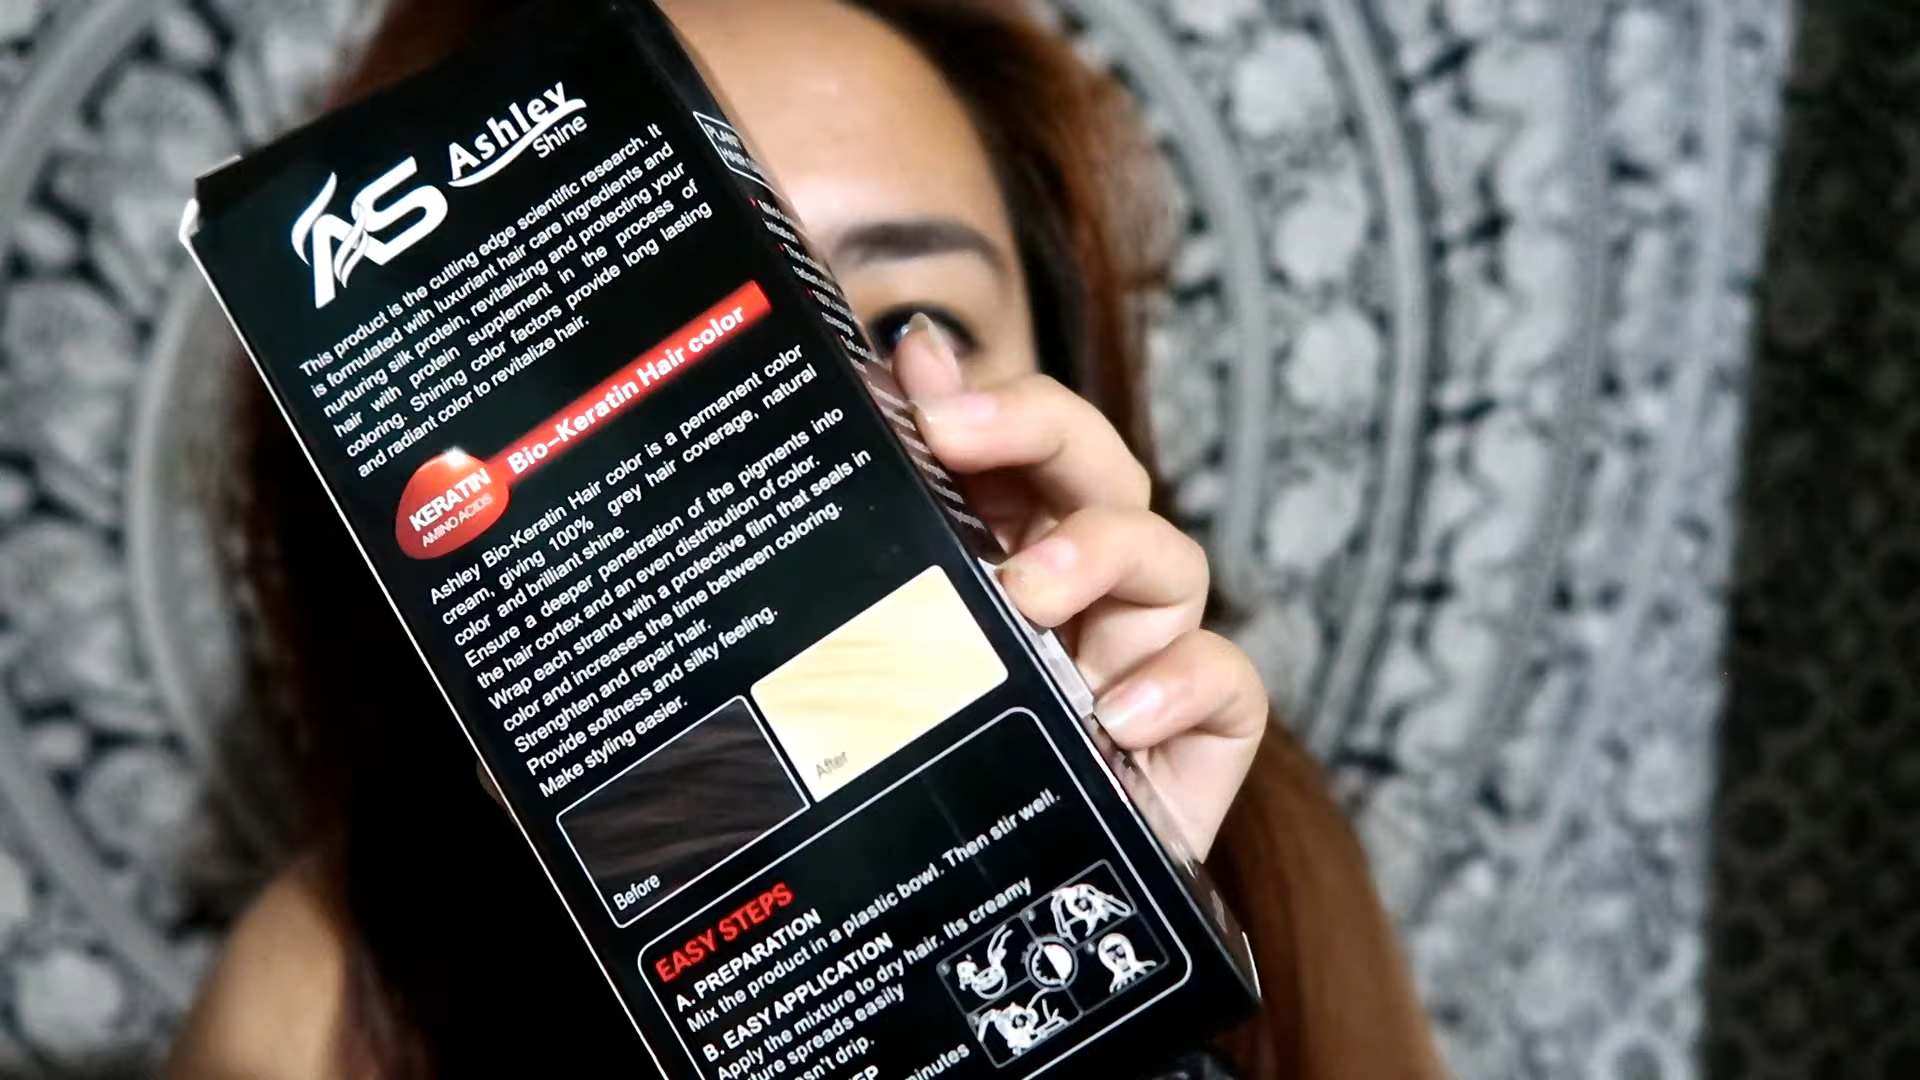 AS Ashley
Shine
This product is the cutting edge scientific research. It
is formulated with luxuriant hair care ingredients and
nurturing silk protein, revitalizing and protecting your
hair with protein supplement in the process of
coloring, Shining color factors provide long lasting
and radiant color to revitalize hair.
KERATIN
AMINO ACIDS
Bio-Keratin Hair color
Ashley Bio-Keratin Hair color is a permanent color
cream, giving 100% grey hair coverage, natural
color and brilliant shine.
Ensure a deeper penetration of the pigments into
the hair cortex and an even distribution of color.
Wrap each strand with a protective film that seals in
color and increases the time between coloring.
Strenghten and repair hair.
Provide softness and silky feeling.
Make styling easier.
Before
After
EASY STEPS
A. PREPARATION
Mix the product in a plastic bowl. Then stir well.
B. EASY APPLICATION
Apply the mixture to dry hair. Its creamy
spreads easily
drip.
minutes